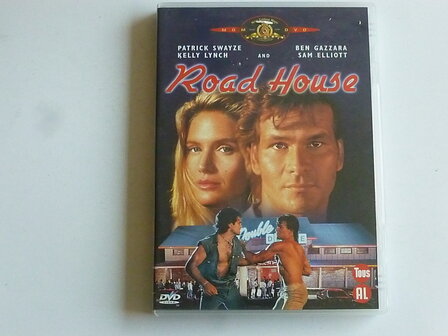 MGM DVD
PATRICK SWAYZE BEN GAZZARA
KELLY LYNCH AND SAM ELLIOTT
Road House
Double
TOUS
AL
DVD